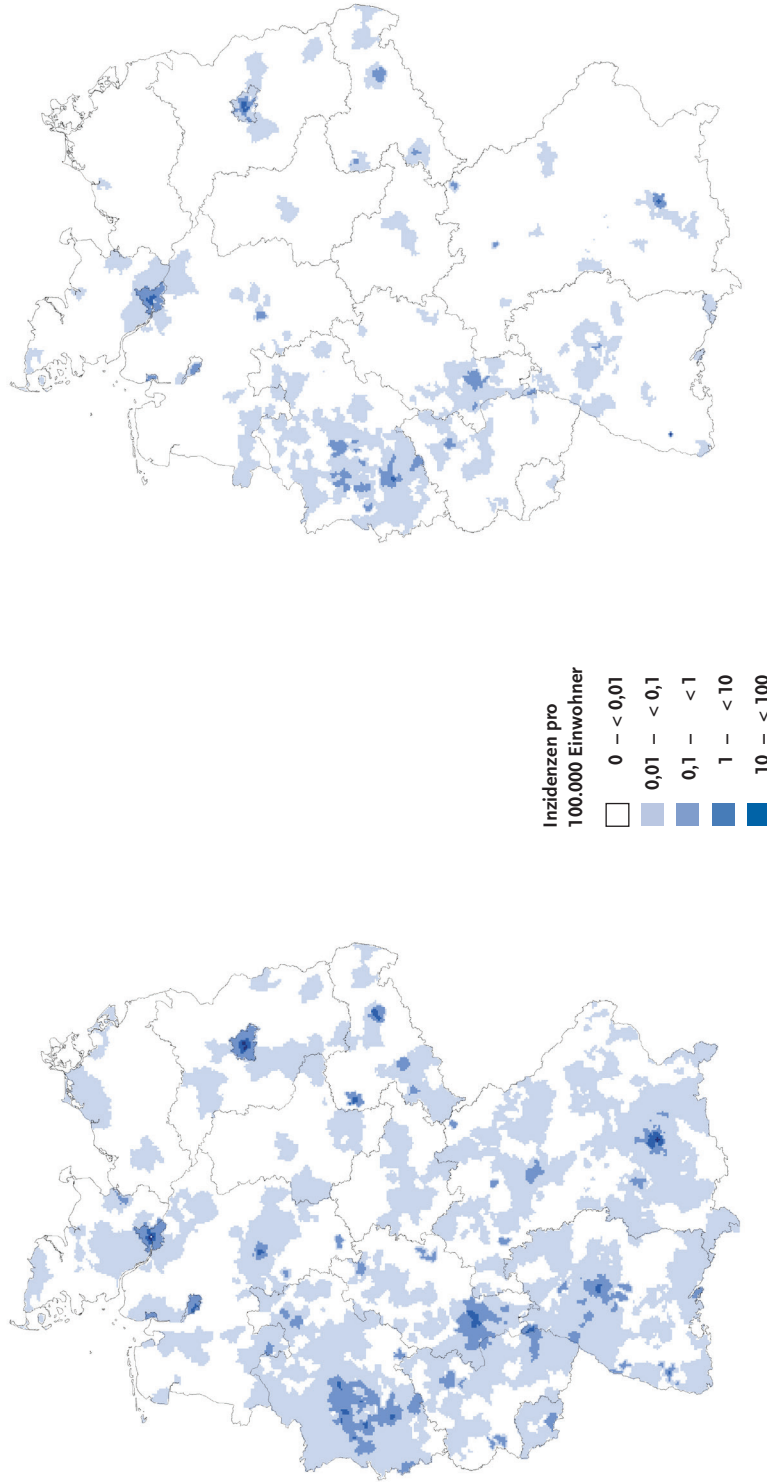 Inzidenzen pro
100.000 Einwohner
0 – < 0,01
0,01 – < 0,1
0,1 – < 1
1 – < 10
10 – < 100